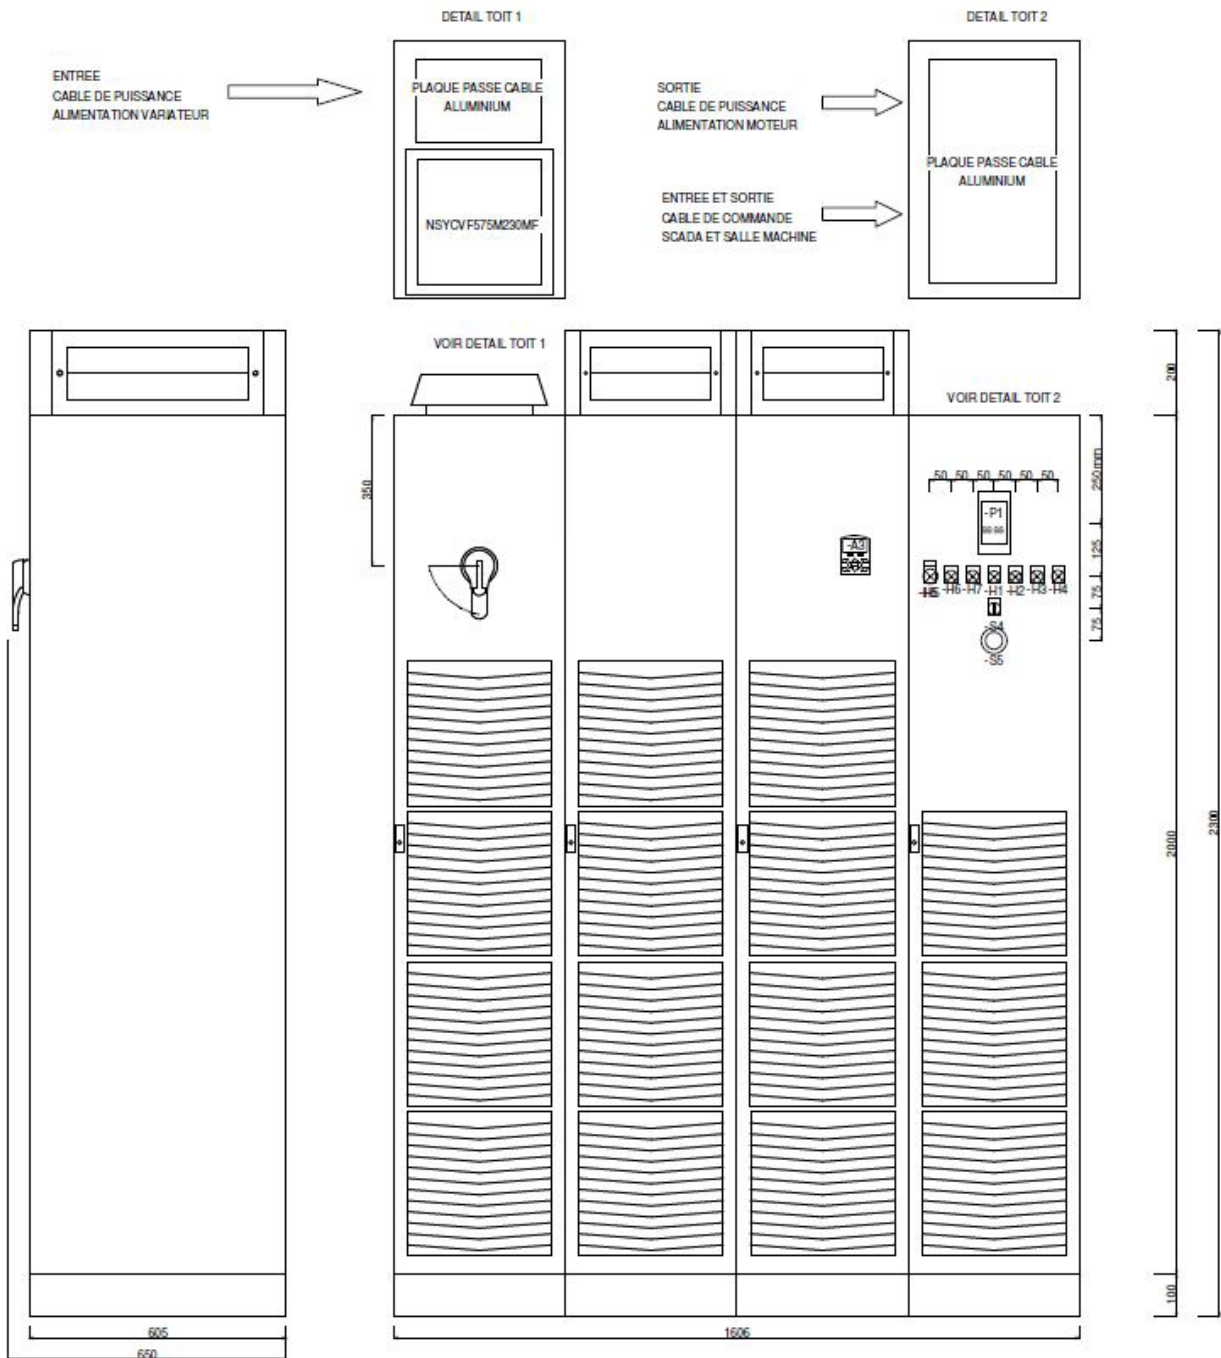 DETAIL TOIT 1
DETAIL TOIT 2
ENTREE
CABLE DE PUISSANCE
ALIMENTATION VARIATEUR
PLAQUE PASSE CABLE
ALUMINIUM
NSYCVF575M230MF
SORTIE
CABLE DE PUISSANCE
ALIMENTATION MOTEUR
ENTREE ET SORTIE
CABLE DE COMMANDE
SCADA ET SALLE MACHINE
PLAQUE PASSE CABLE
ALUMINIUM
VOIR DETAIL TOIT 1
VOIR DETAIL TOIT 2
200
350
50 50 50 50 50 50
250mm
-P1
-A3
125
-H6 -H7 -H1 -H2 -H3 -H4
75
-S4
75
-S5
2000
2300
100
605
650
1606